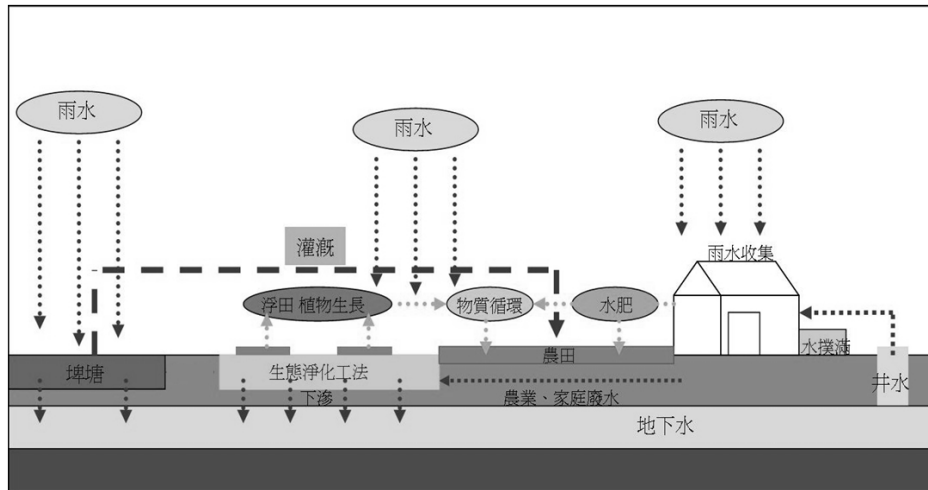 雨水
雨水
雨水
灌溉
雨水收集
浮田 植物生長
物質循環
水肥
水撲滿
農田
埤塘
生態淨化工法
井水
下滲
農業、家庭廢水
地下水